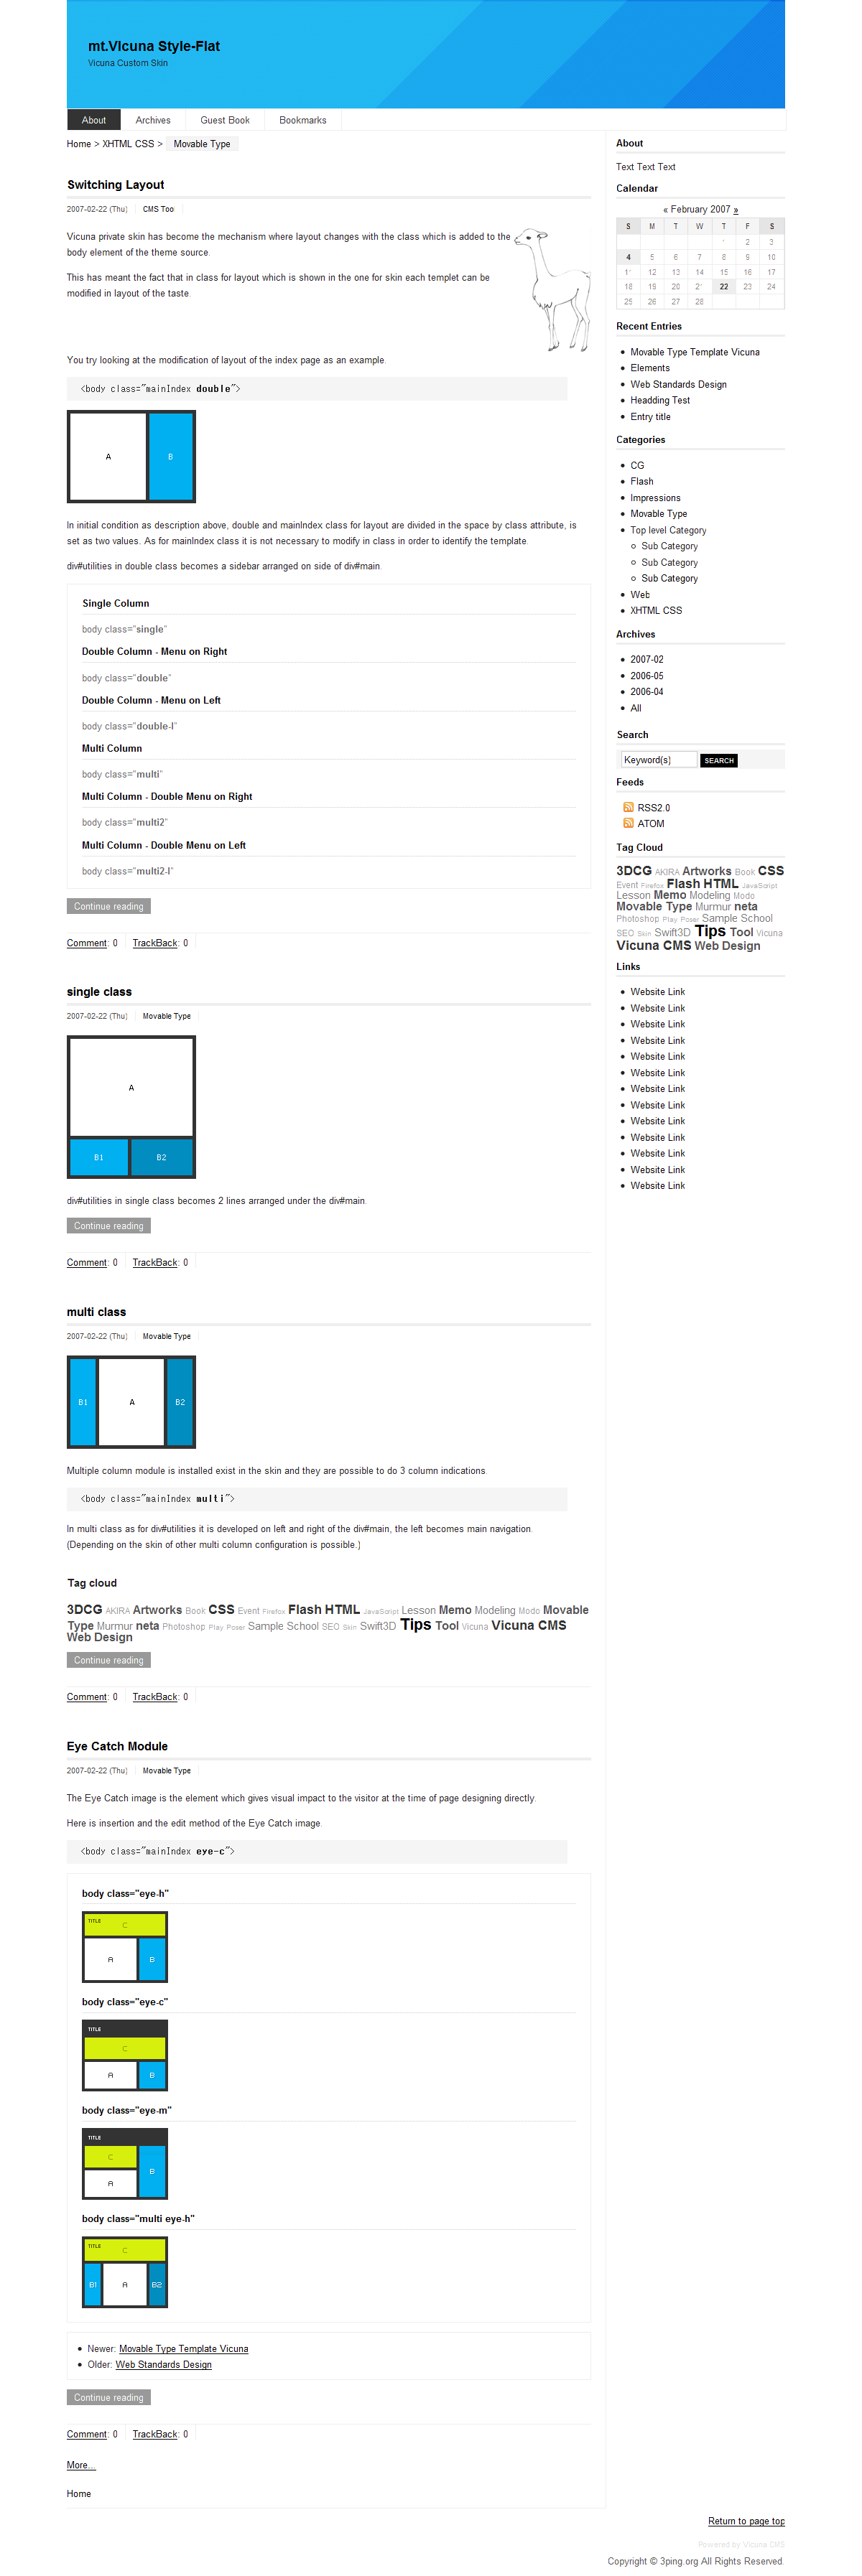 mt.Vicuna Style-Flat
Vicuna Custom Skin
About Archives Guest Book Bookmarks
Home > XHTML CSS > Movable Type
Switching Layout
2007-02-22 (Thu) CMS Too
Vicuna private skin has become the mechanism where layout changes with the class which is added to the
body element of the theme source.
This has meant the fact that in class for layout which is shown in the one for skin each templet can be
modified in layout of the taste.
You try looking at the modification of layout of the index page as an example.
<body class="mainIndex double">
A B
In initial condition as description above, double and mainIndex class for layout are divided in the space by class attribute, is
set as two values. As for mainIndex class it is not necessary to modify in class in order to identify the template.
div#utilities in double class becomes a sidebar arranged on side of div#main.
Single Column
body class="single"
Double Column - Menu on Right
body class="double"
Double Column - Menu on Left
body class="double-l"
Multi Column
body class="multi"
Multi Column - Double Menu on Right
body class="multi2"
Multi Column - Double Menu on Left
body class="multi2-l"
Continue reading
Comment: 0 TrackBack: 0
single class
2007-02-22 (Thu) Movable Type
A
B1 B2
div#utilities in single class becomes 2 lines arranged under the div#main.
Continue reading
Comment: 0 TrackBack: 0
multi class
2007-02-22 (Thu) Movable Type
B1 A B2
Multiple column module is installed exist in the skin and they are possible to do 3 column indications.
<body class="mainIndex multi">
In multi class as for div#utilities it is developed on left and right of the div#main, the left becomes main navigation.
(Depending on the skin of other multi column configuration is possible.)
Tag cloud
3DCG AKIRA Artworks Book CSS Event Firefox Flash HTML JavaScript Lesson Memo Modeling Modo Movable
Type Murmur neta Photoshop Play Poser Sample School SEO Skin Swift3D Tips Tool Vicuna Vicuna CMS
Web Design
Continue reading
Comment: 0 TrackBack: 0
Eye Catch Module
2007-02-22 (Thu) Movable Type
The Eye Catch image is the element which gives visual impact to the visitor at the time of page designing directly.
Here is insertion and the edit method of the Eye Catch image.
<body class="mainIndex eye-c">
body class="eye-h"
TITLE C
A B
body class="eye-c"
TITLE
C
A B
body class="eye-m"
TITLE
C B
A
body class="multi eye-h"
TITLE C
B1 A B2
Newer: Movable Type Template Vicuna
Older: Web Standards Design
Continue reading
Comment: 0 TrackBack: 0
More...
Home
About
Text Text Text
Calendar
« February 2007 »
S M T W T F S
1 2 3
4 5 6 7 8 9 10
11 12 13 14 15 16 17
18 19 20 21 22 23 24
25 26 27 28
Recent Entries
Movable Type Template Vicuna
Elements
Web Standards Design
Headding Test
Entry title
Categories
CG
Flash
Impressions
Movable Type
Top level Category
Sub Category
Sub Category
Sub Category
Web
XHTML CSS
Archives
2007-02
2006-05
2006-04
All
Search
Keyword(s) SEARCH
Feeds
RSS2.0
ATOM
Tag Cloud
3DCG AKIRA Artworks Book CSS
Event Firefox Flash HTML JavaScript
Lesson Memo Modeling Modo
Movable Type Murmur neta
Photoshop Play Poser Sample School
SEO Skin Swift3D Tips Tool Vicuna
Vicuna CMS Web Design
Links
Website Link
Website Link
Website Link
Website Link
Website Link
Website Link
Website Link
Website Link
Website Link
Website Link
Website Link
Website Link
Website Link
Return to page top
Powered by Vicuna CMS
Copyright © 3ping.org All Rights Reserved.